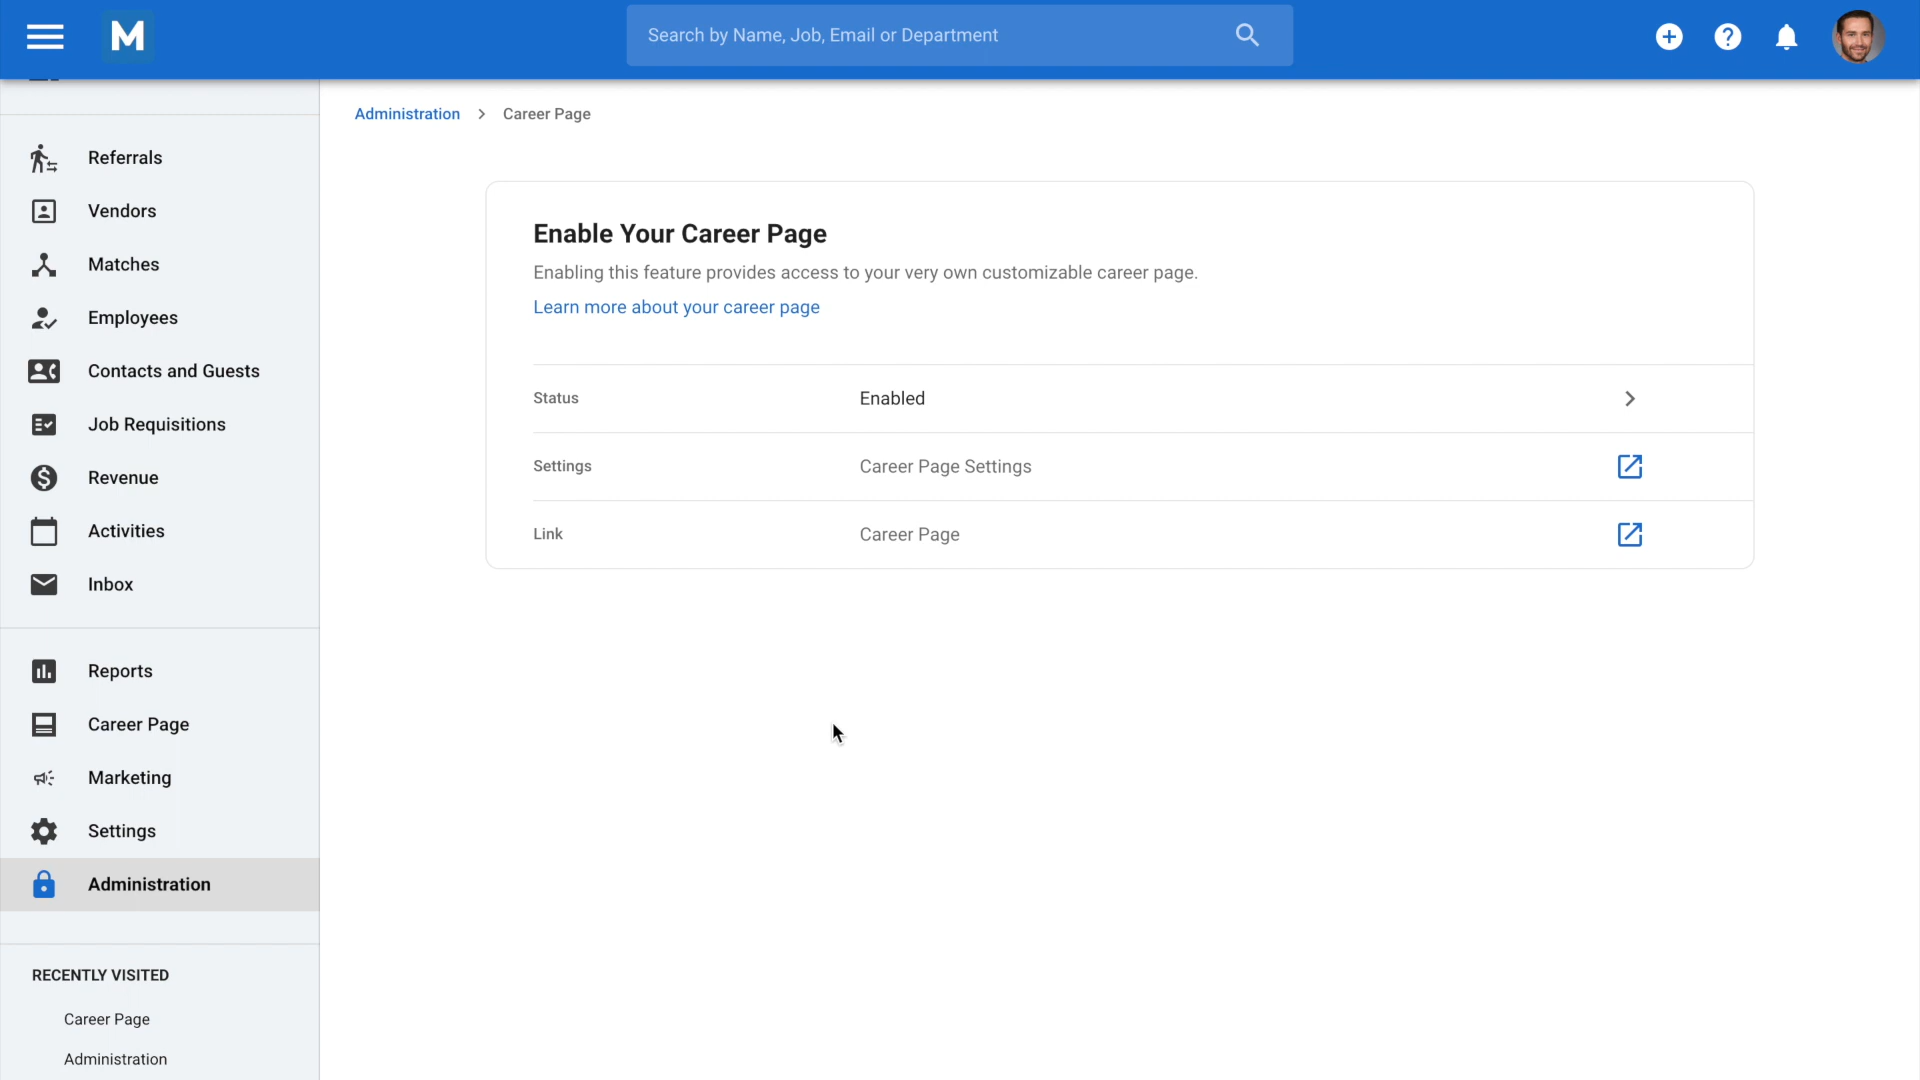 M
Search by Name, Job, Email or Department
Administration > Career Page
Referrals
Vendors
Matches
Employees
Contacts and Guests
Job Requisitions
Revenue
Activities
Inbox
Reports
Career Page
Marketing
Settings
Administration
RECENTLY VISITED
Career Page
Administration
Enable Your Career Page
Enabling this feature provides access to your very own customizable career page.
Learn more about your career page
Status Enabled
Settings Career Page Settings
Link Career Page